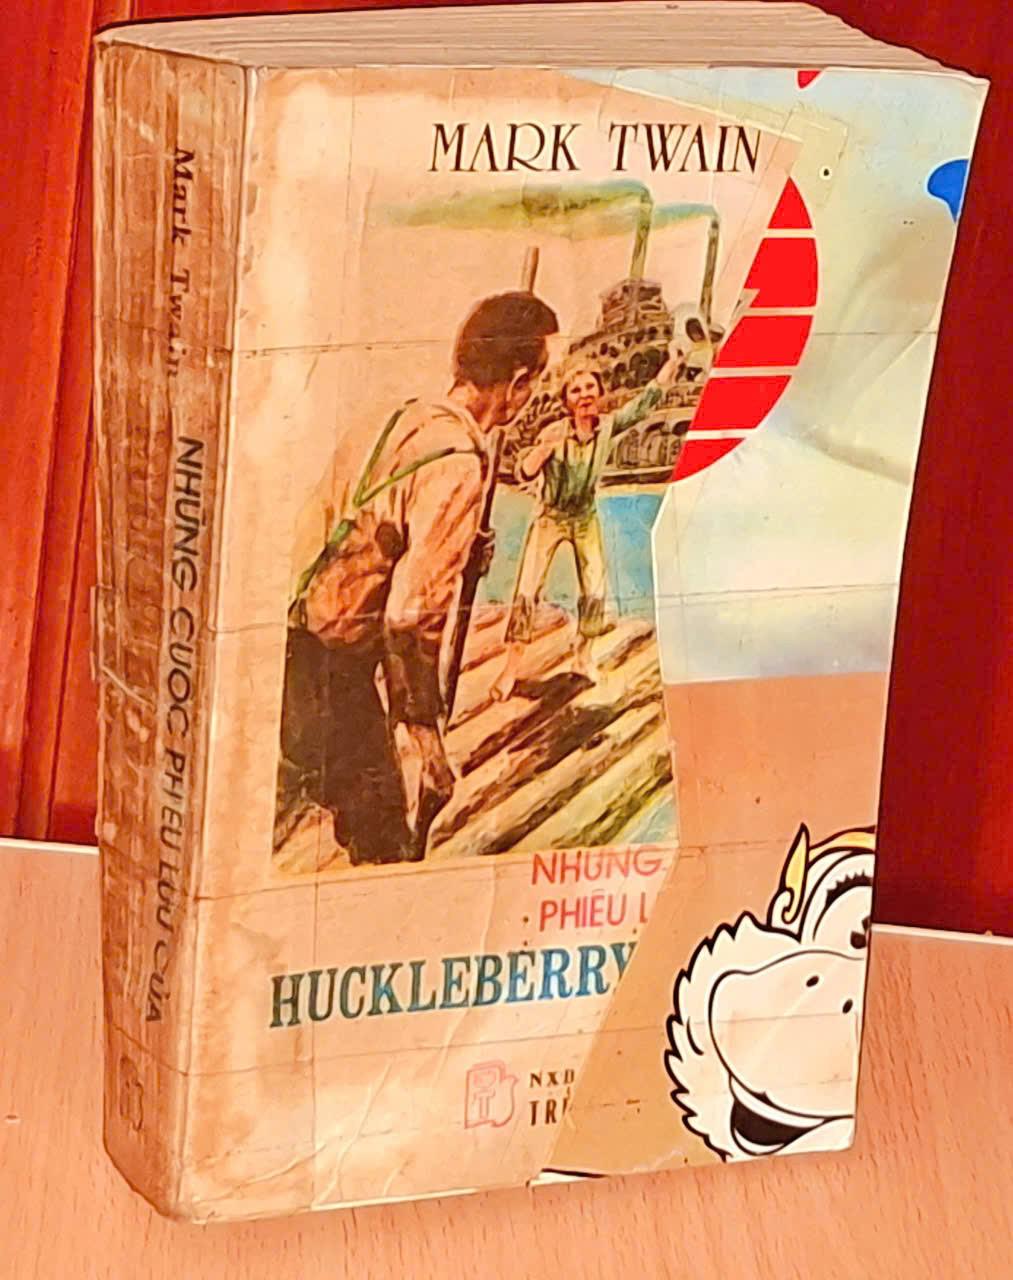 MARK TWAIN
NHỮNG
PHIÊU L
HUCKLEBERRY
NXB
TRẺ
Mark Twain
NHỮNG CUỘC PHIÊU LƯU CỦA